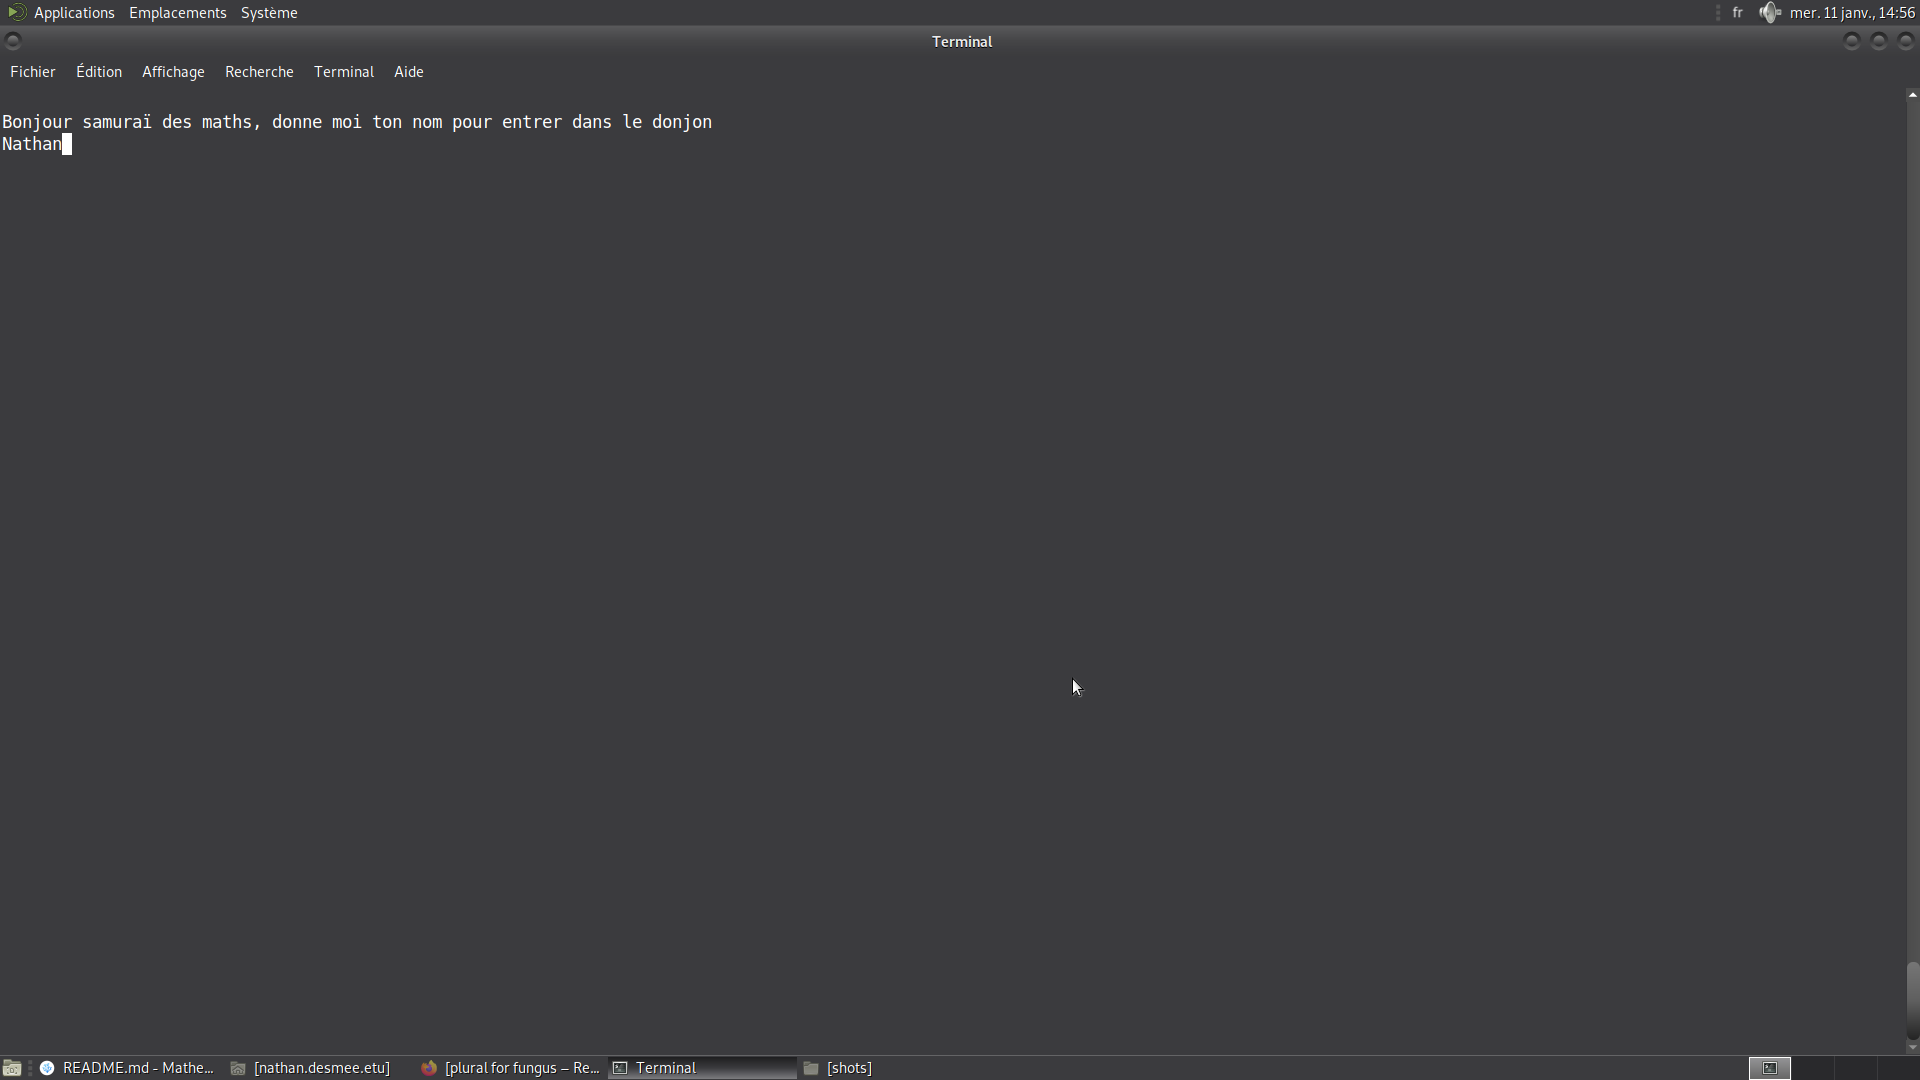 Applications Emplacements Système fr mer. 11 janv., 14:56
Terminal
Fichier Édition Affichage Recherche Terminal Aide
Bonjour samuraï des maths, donne moi ton nom pour entrer dans le donjon
Nathan
README.md - Mathe... [nathan.desmee.etu] [plural for fungus – Re... Terminal [shots]